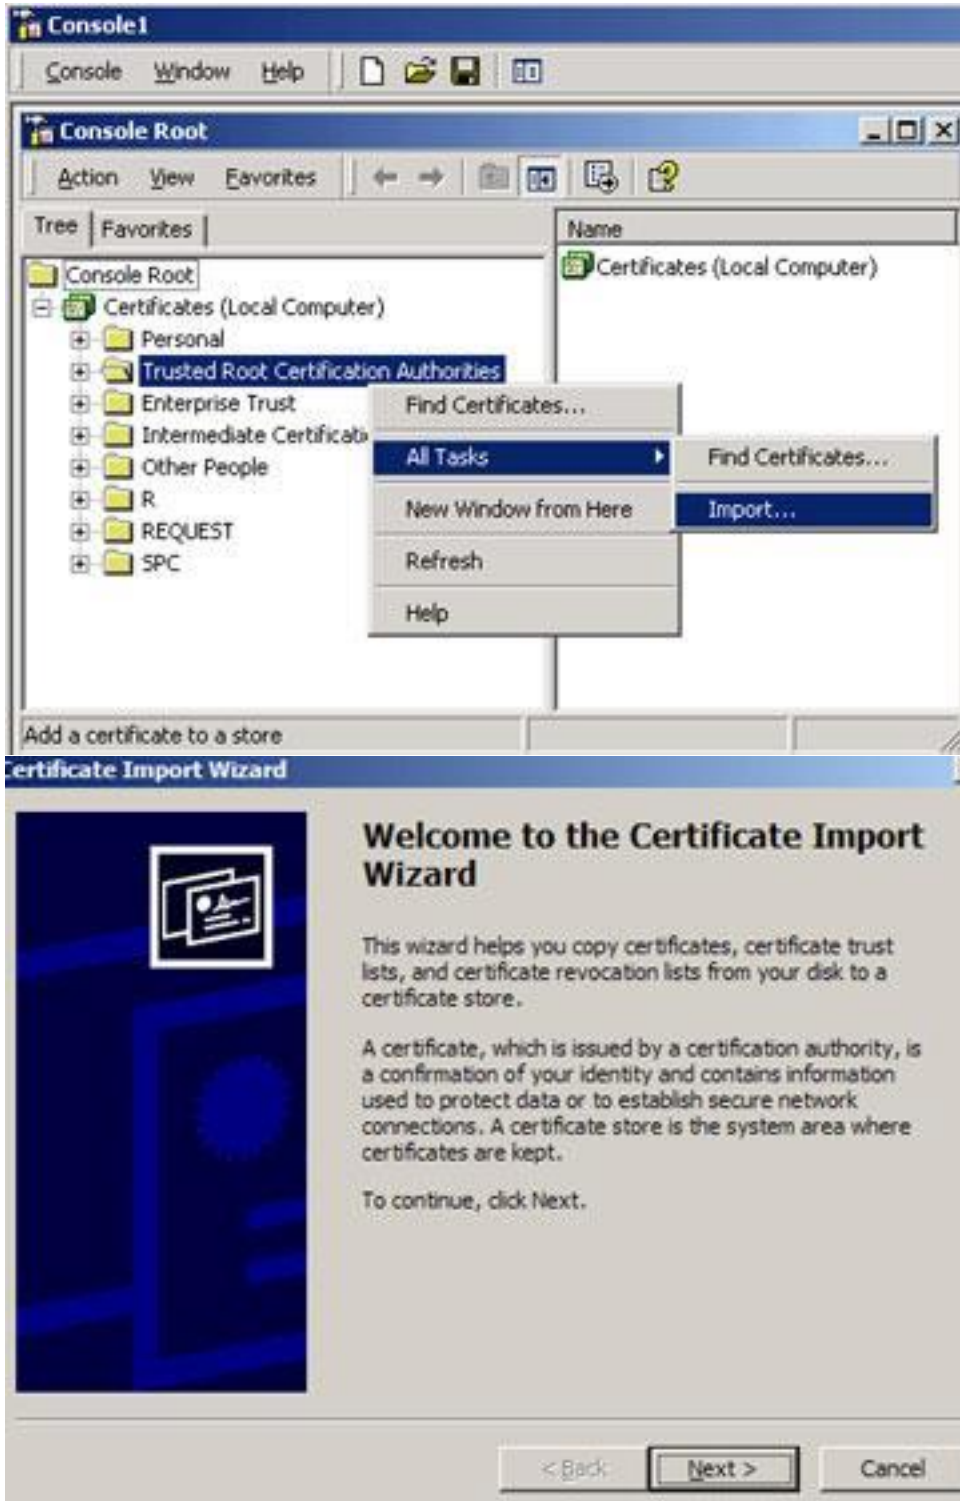 Console1
Console Window Help
Console Root
Action View Favorites
Tree Favorites
Name
Console Root
Certificates (Local Computer)
Certificates (Local Computer)
Personal
Trusted Root Certification Authorities
Enterprise Trust
Intermediate Certificati
Other People
R
REQUEST
SPC
Find Certificates...
All Tasks
New Window from Here
Refresh
Help
Find Certificates...
Import...
Add a certificate to a store
Certificate Import Wizard
Welcome to the Certificate Import
Wizard
This wizard helps you copy certificates, certificate trust
lists, and certificate revocation lists from your disk to a
certificate store.
A certificate, which is issued by a certification authority, is
a confirmation of your identity and contains information
used to protect data or to establish secure network
connections. A certificate store is the system area where
certificates are kept.
To continue, click Next.
< Back Next > Cancel